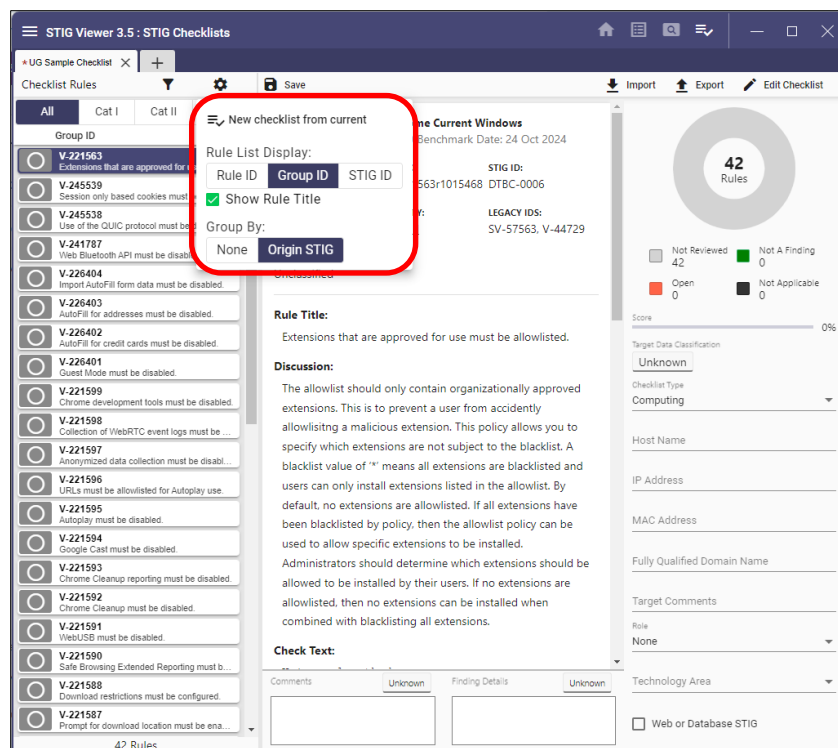 STIG Viewer 3.5 : STIG Checklists
*UG Sample Checklist
Checklist Rules
Save
Import
Export
Edit Checklist
All
Cat I
Cat II
Group ID
V-221563
Extensions that are approved for
V-245539
Session only based cookies must
V-245538
Use of the QUIC protocol must be
V-241787
Web Bluetooth API must be
V-226404
Import AutoFill form data must be disabled.
V-226403
AutoFill for addresses must be disabled.
V-226402
AutoFill for credit cards must be disabled.
V-226401
Guest Mode must be disabled.
V-221599
Chrome development tools must be disabled.
V-221598
Collection of WebRTC event logs must be ...
V-221597
Anonymized data collection must be disabl...
V-221596
URLs must be allowlisted for Autoplay use.
V-221595
Autoplay must be disabled.
V-221594
Google Cast must be disabled.
V-221593
Chrome Cleanup reporting must be disabled.
V-221592
Chrome Cleanup must be disabled.
V-221591
WebUSB must be disabled.
V-221590
Safe Browsing Extended Reporting must b...
V-221588
Download restrictions must be configured.
V-221587
Prompt for download location must be ena...
42 Rules
New checklist from current
Rule List Display:
Rule ID
Group ID
STIG ID
Show Rule Title
Group By:
None
Origin STIG
me Current Windows
Benchmark Date: 24 Oct 2024
STIG ID:
563r1015468
DTBC-0006
Y:
LEGACY IDS:
SV-57563, V-44729
Unclassified
Rule Title:
Extensions that are approved for use must be allowlisted.
Discussion:
The allowlist should only contain organizationally approved
extensions. This is to prevent a user from accidently
allowlisitng a malicious extension. This policy allows you to
specify which extensions are not subject to the blacklist. A
blacklist value of '*' means all extensions are blacklisted and
users can only install extensions listed in the allowlist. By
default, no extensions are allowlisted. If all extensions have
been blacklisted by policy, then the allowlist policy can be
used to allow specific extensions to be installed.
Administrators should determine which extensions should be
allowed to be installed by their users. If no extensions are
allowlisted, then no extensions can be installed when
combined with blacklisting all extensions.
Check Text:
Comments
Unknown
Finding Details
Unknown
42
Rules
Not Reviewed
42
Not A Finding
0
Open
0
Not Applicable
0
Score
0%
Target Data Classification
Unknown
Checklist Type
Computing
Host Name
IP Address
MAC Address
Fully Qualified Domain Name
Target Comments
Role
None
Technology Area
Web or Database STIG